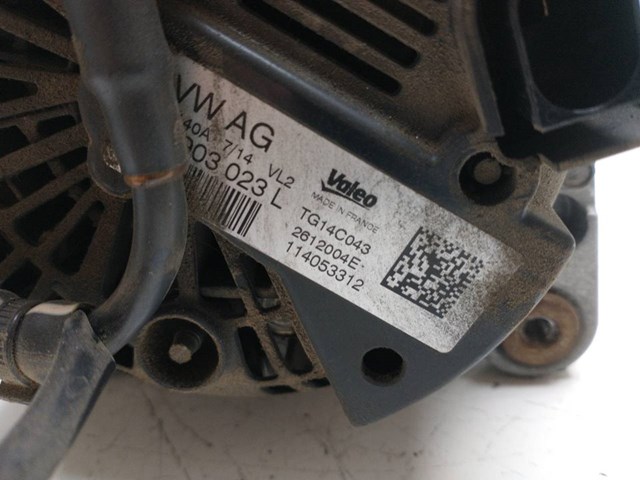 VW AG
40A 7/14 VL2
903 023 L
Valeo
MADE IN FRANCE
TG14C043
2612004E
114053312